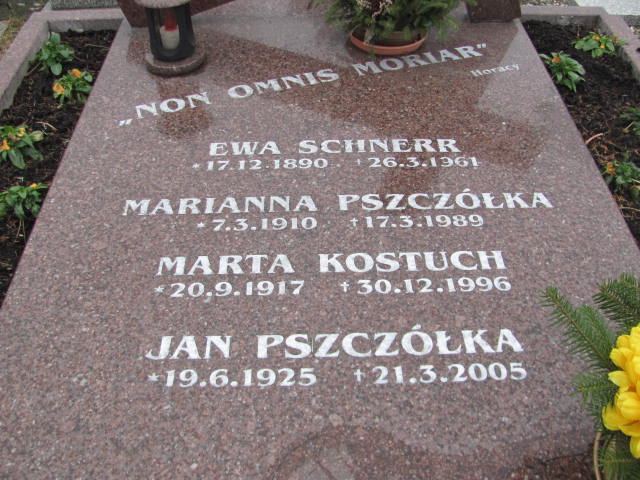 „NON OMNIS MORIAR”
Horacy
EWA SCHNERR
*17.12.1890 †26.3.1961
MARIANNA PSZCZÓŁKA
*7.3.1910 †17.3.1989
MARTA KOSTUCH
*20.9.1917 †30.12.1996
JAN PSZCZÓŁKA
*19.6.1925 †21.3.2005